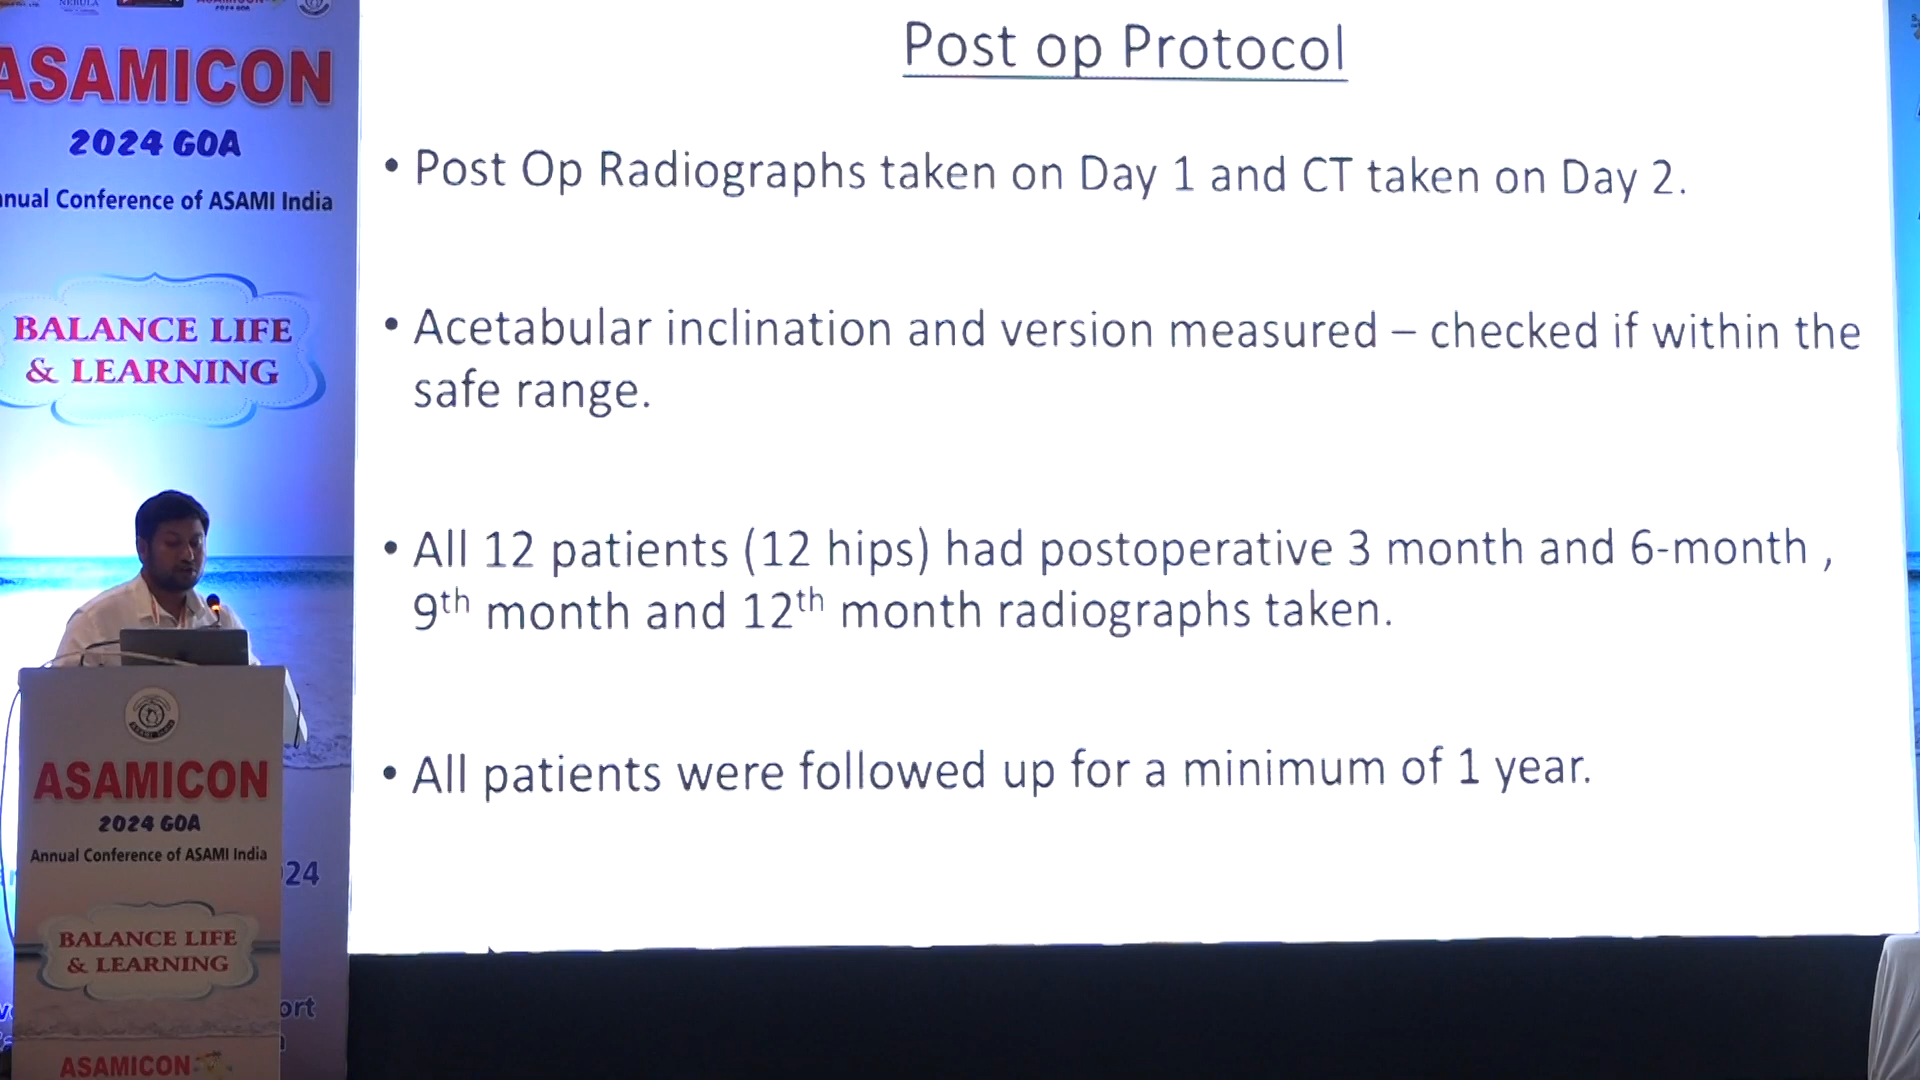 NEBULA
ASAMICON
2024 GOA
nnual Conference of ASAMI India
BALANCE LIFE
& LEARNING
Post op Protocol
• Post Op Radiographs taken on Day 1 and CT taken on Day 2.
• Acetabular inclination and version measured – checked if within the
safe range.
• All 12 patients (12 hips) had postoperative 3 month and 6-month ,
9th month and 12th month radiographs taken.
• All patients were followed up for a minimum of 1 year.
ASAMICON
2024 GOA
Annual Conference of ASAMI India
24
BALANCE LIFE
& LEARNING
ort
ASAMICON